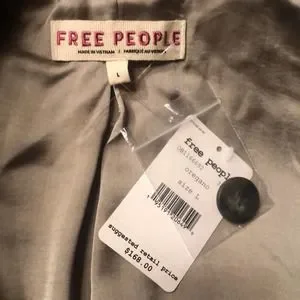 FREE PEOPLE
MADE IN VIETNAM / FABRIQUÉ AU VIETNAM
L
free people
oregano
size L
suggested retail price
$168.00